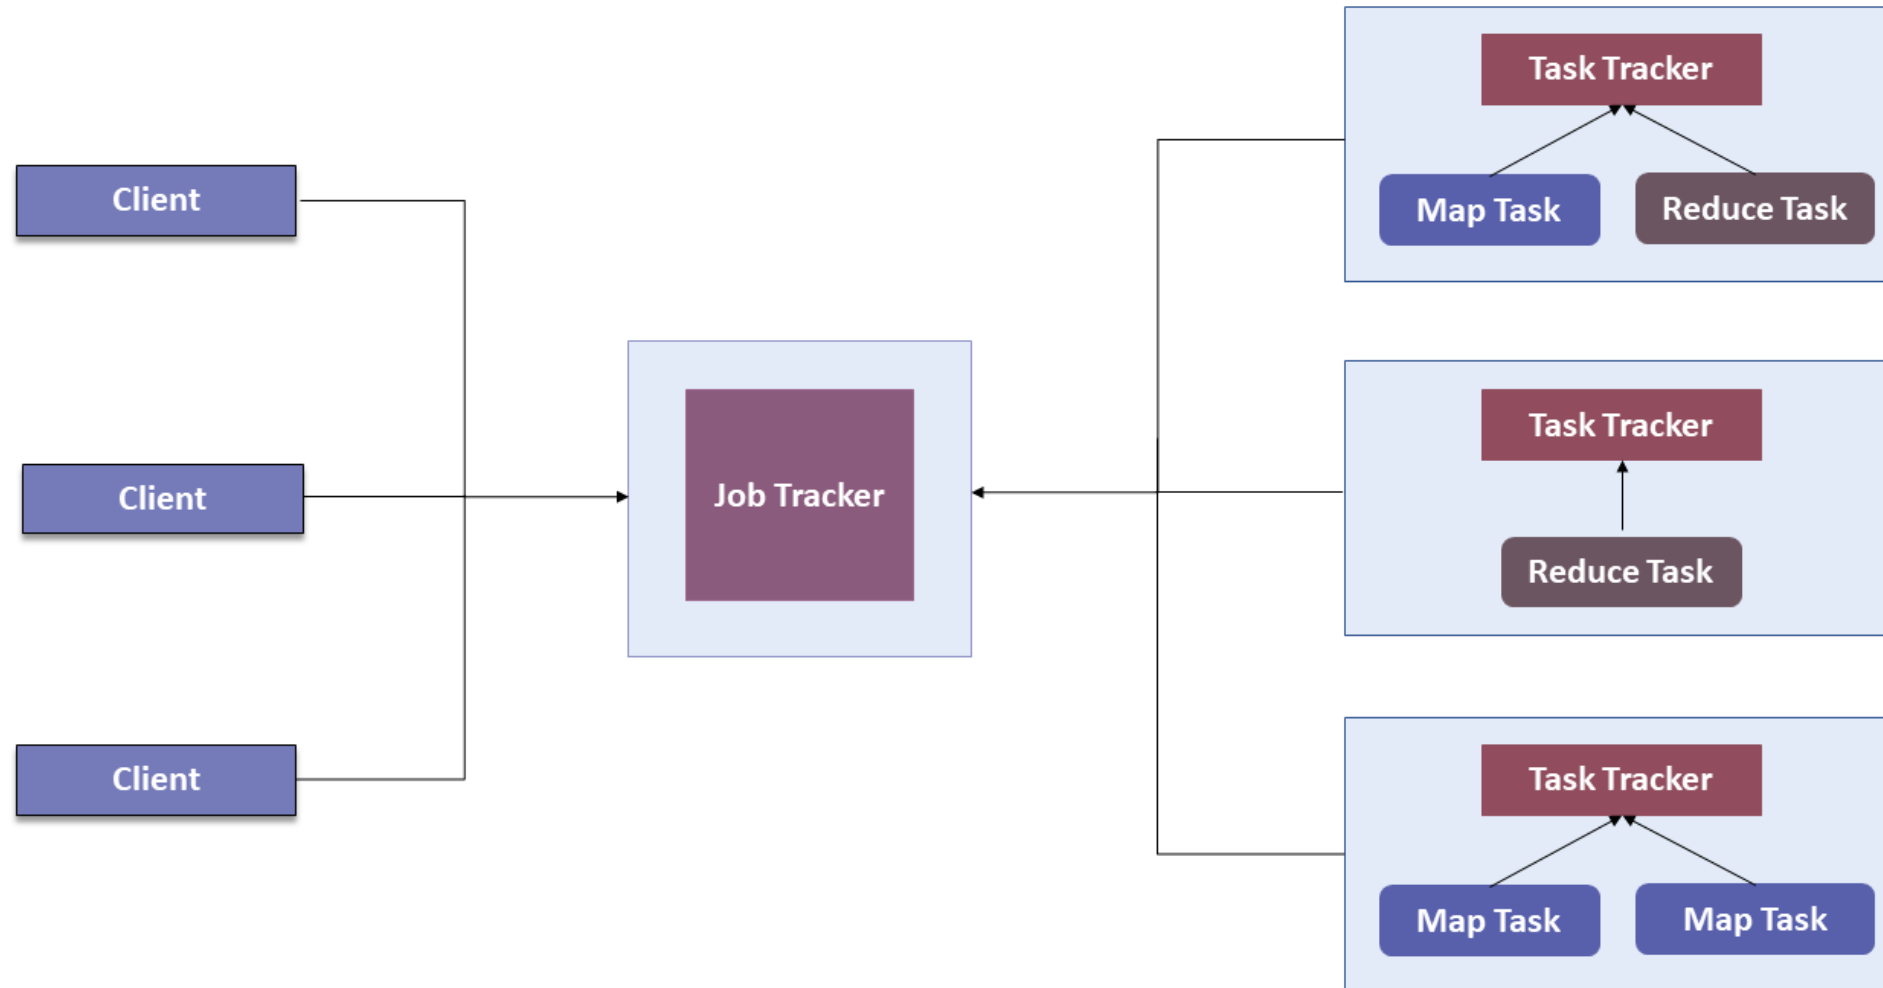 Client
Client
Client
Job Tracker
Task Tracker
Map Task
Reduce Task
Task Tracker
Reduce Task
Task Tracker
Map Task
Map Task